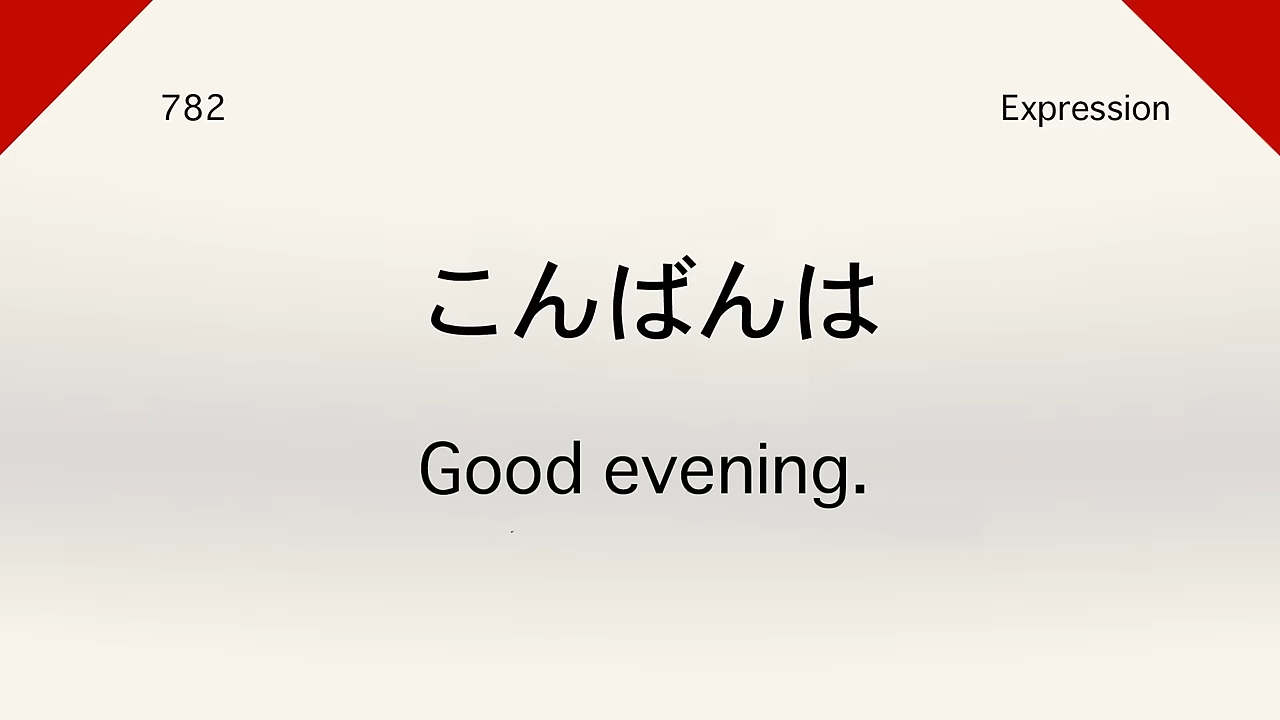 782
Expression
こんばんは
Good evening.